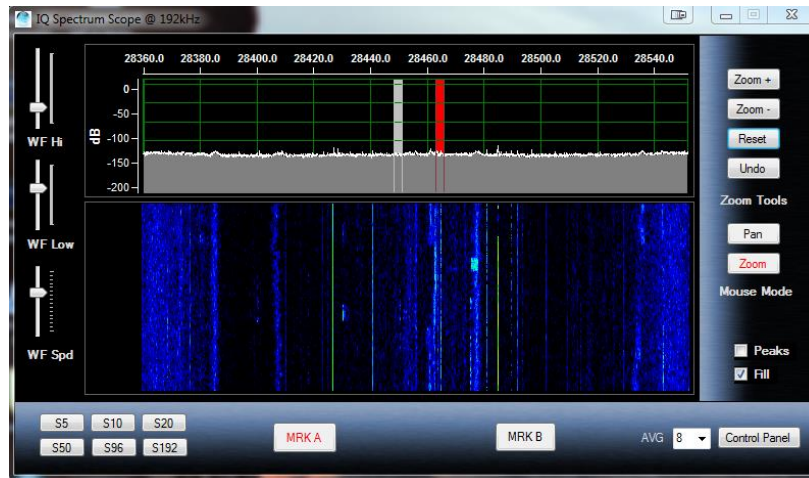 IQ Spectrum Scope @ 192kHz
28360.0 28380.0 28400.0 28420.0 28440.0 28460.0 28480.0 28500.0 28520.0 28540.0
0
-50
-100
-150
-200
dB
WF Hi
WF Low
WF Spd
Zoom +
Zoom -
Reset
Undo
Zoom Tools
Pan
Zoom
Mouse Mode
Peaks
Fill
S5 S10 S20
S50 S96 S192
MRK A
MRK B
AVG 8 Control Panel